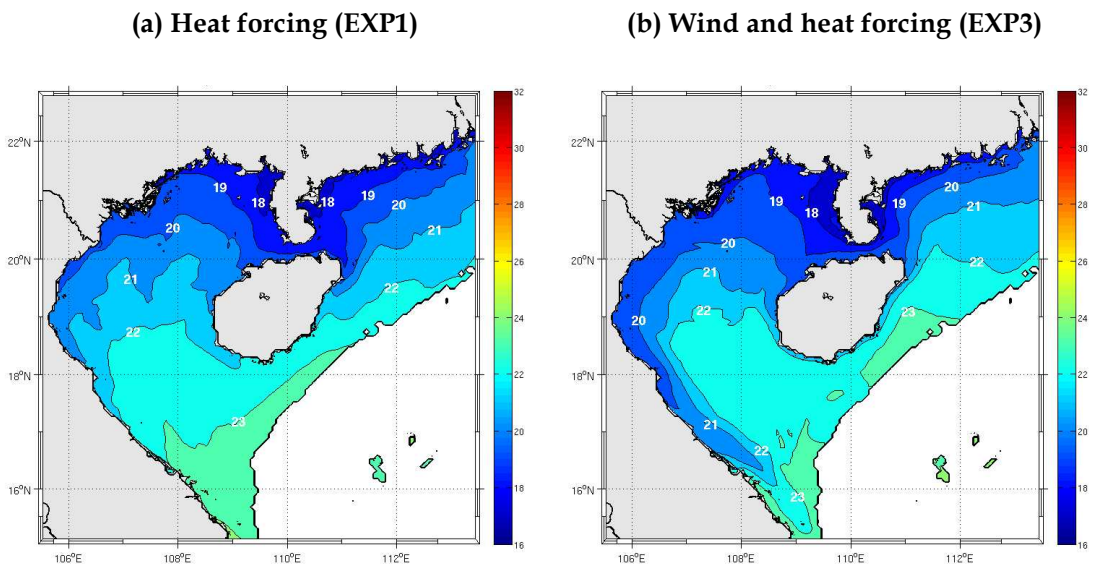 (a) Heat forcing (EXP1)
(b) Wind and heat forcing (EXP3)
22°N
20°N
18°N
16°N
106°E
108°E
110°E
112°E
19
18
18
19
20
20
21
21
22
22
23
32
30
28
26
24
22
20
18
16
22°N
20°N
18°N
16°N
106°E
108°E
110°E
112°E
19
18
19
20
20
21
21
22
22
20
23
21
22
23
32
30
28
26
24
22
20
18
16